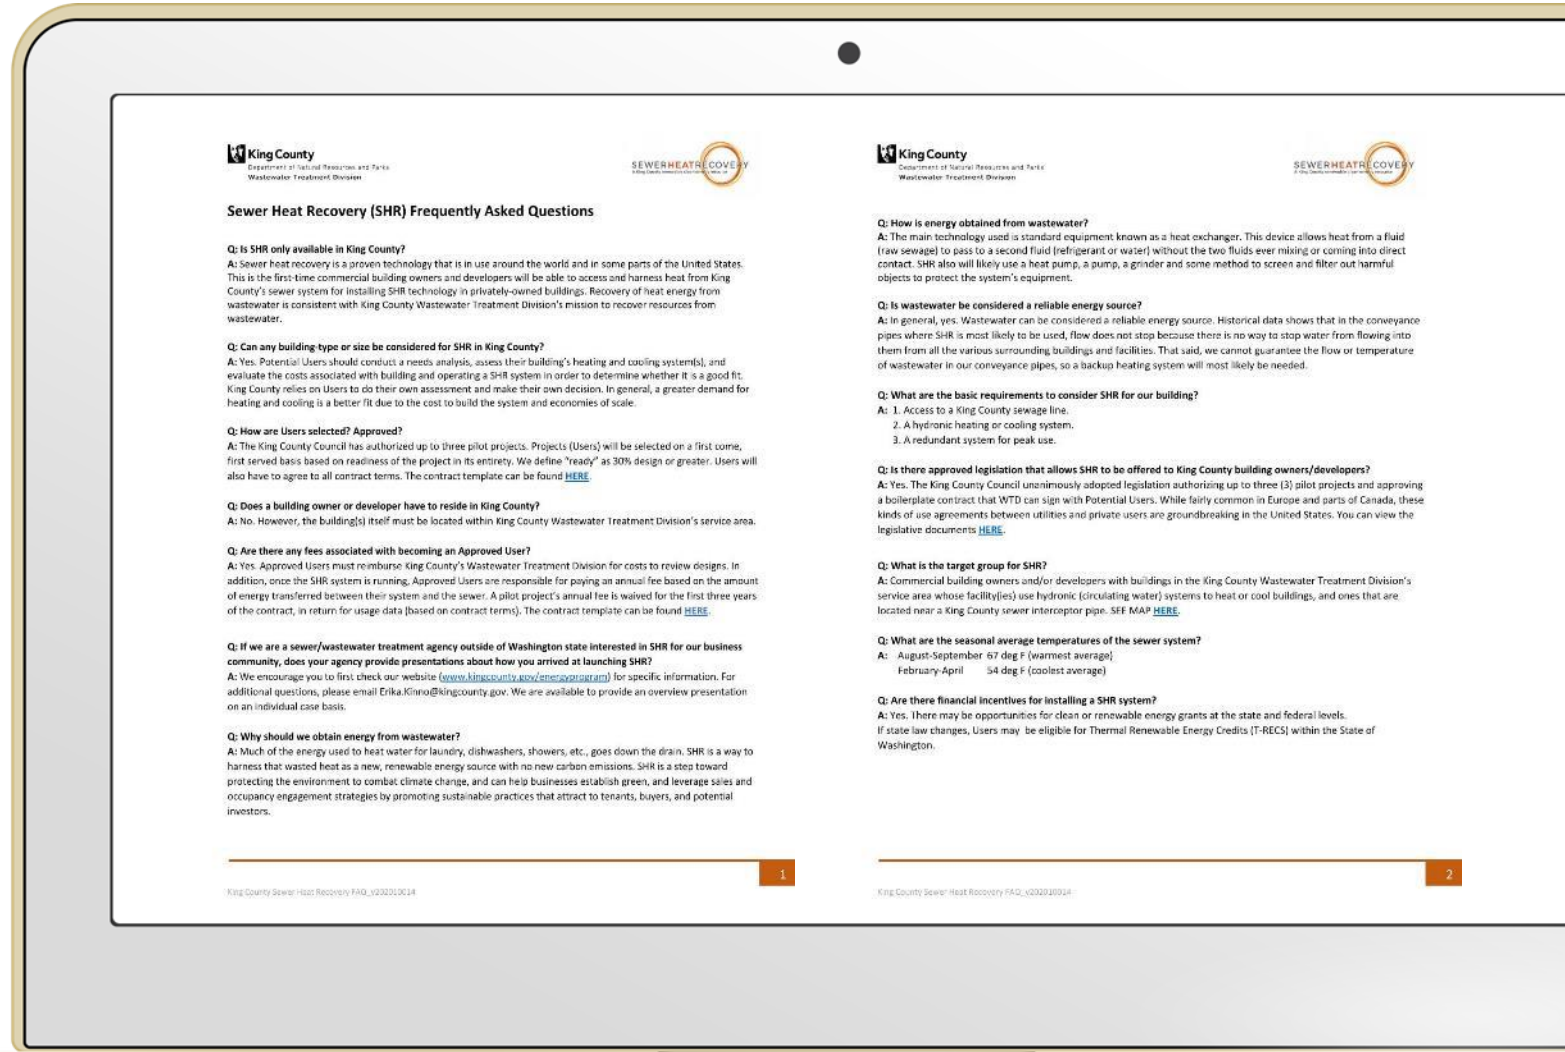 King County
Department of Natural Resources and Parks
Wastewater Treatment Division
SEWERHEATRECOVERY
Sewer Heat Recovery (SHR) Frequently Asked Questions
Q: Is SHR only available in King County?
A: Sewer heat recovery is a proven technology that is in use around the world and in some parts of the United States.
This is the first-time commercial building owners and developers will be able to access and harness heat from King
County's sewer system for installing SHR technology in privately-owned buildings. Recovery of heat energy from
wastewater is consistent with King County Wastewater Treatment Division's mission to recover resources from
wastewater.
Q: Can any building-type or size be considered for SHR in King County?
A: Yes. Potential Users should conduct a needs analysis, assess their building's heating and cooling system(s), and
evaluate the costs associated with building and operating a SHR system in order to determine whether it is a good fit.
King County relies on Users to do their own assessment and make their own decision. In general, a greater demand for
heating and cooling is a better fit due to the cost to build the system and economies of scale.
Q: How are Users selected? Approved?
A: The King County Council has authorized up to three pilot projects. Projects (Users) will be selected on a first come,
first served basis based on readiness of the project in its entirety. We define "ready" as 30% design or greater. Users will
also have to agree to all contract terms. The contract template can be found HERE.
Q: Does a building owner or developer have to reside in King County?
A: No. However, the building(s) itself must be located within King County Wastewater Treatment Division's service area.
Q: Are there any fees associated with becoming an Approved User?
A: Yes. Approved Users must reimburse King County's Wastewater Treatment Division for costs to review designs. In
addition, once the SHR system is running, Approved Users are responsible for paying an annual fee based on the amount
of energy transferred between their system and the sewer. A pilot project's annual fee is waived for the first three years
of the contract, in return for usage data (based on contract terms). The contract template can be found HERE.
Q: If we are a sewer/wastewater treatment agency outside of Washington state interested in SHR for our business
community, does your agency provide presentations about how you arrived at launching SHR?
A: We encourage you to first check our website (www.kingcounty.gov/energyprogram) for specific information. For
additional questions, please email Erika.Kinno@kingcounty.gov. We are available to provide an overview presentation
on an individual case basis.
Q: Why should we obtain energy from wastewater?
A: Much of the energy used to heat water for laundry, dishwashers, showers, etc., goes down the drain. SHR is a way to
harness that wasted heat as a new, renewable energy source with no new carbon emissions. SHR is a step toward
protecting the environment to combat climate change, and can help businesses establish green, and leverage sales and
occupancy engagement strategies by promoting sustainable practices that attract to tenants, buyers, and potential
investors.
1
King County Sewer Heat Recovery FAQ_v202010014
King County
Department of Natural Resources and Parks
Wastewater Treatment Division
SEWERHEATRECOVERY
Q: How is energy obtained from wastewater?
A: The main technology used is standard equipment known as a heat exchanger. This device allows heat from a fluid
(raw sewage) to pass to a second fluid (refrigerant or water) without the two fluids ever mixing or coming into direct
contact. SHR also will likely use a heat pump, a pump, a grinder and some method to screen and filter out harmful
objects to protect the system's equipment.
Q: Is wastewater be considered a reliable energy source?
A: In general, yes. Wastewater can be considered a reliable energy source. Historical data shows that in the conveyance
pipes where SHR is most likely to be used, flow does not stop because there is no way to stop water from flowing into
them from all the various surrounding buildings and facilities. That said, we cannot guarantee the flow or temperature
of wastewater in our conveyance pipes, so a backup heating system will most likely be needed.
Q: What are the basic requirements to consider SHR for our building?
A: 1. Access to a King County sewage line.
2. A hydronic heating or cooling system.
3. A redundant system for peak use.
Q: Is there approved legislation that allows SHR to be offered to King County building owners/developers?
A: Yes. The King County Council unanimously adopted legislation authorizing up to three (3) pilot projects and approving
a boilerplate contract that WTD can sign with Potential Users. While fairly common in Europe and parts of Canada, these
kinds of use agreements between utilities and private users are groundbreaking in the United States. You can view the
legislative documents HERE.
Q: What is the target group for SHR?
A: Commercial building owners and/or developers with buildings in the King County Wastewater Treatment Division's
service area whose facility(ies) use hydronic (circulating water) systems to heat or cool buildings, and ones that are
located near a King County sewer interceptor pipe. SEE MAP HERE.
Q: What are the seasonal average temperatures of the sewer system?
A: August-September 67 deg F (warmest average)
February-April 54 deg F (coolest average)
Q: Are there financial incentives for installing a SHR system?
A: Yes. There may be opportunities for clean or renewable energy grants at the state and federal levels.
If state law changes, Users may be eligible for Thermal Renewable Energy Credits (T-RECS) within the State of
Washington.
2
King County Sewer Heat Recovery FAQ_v202010014